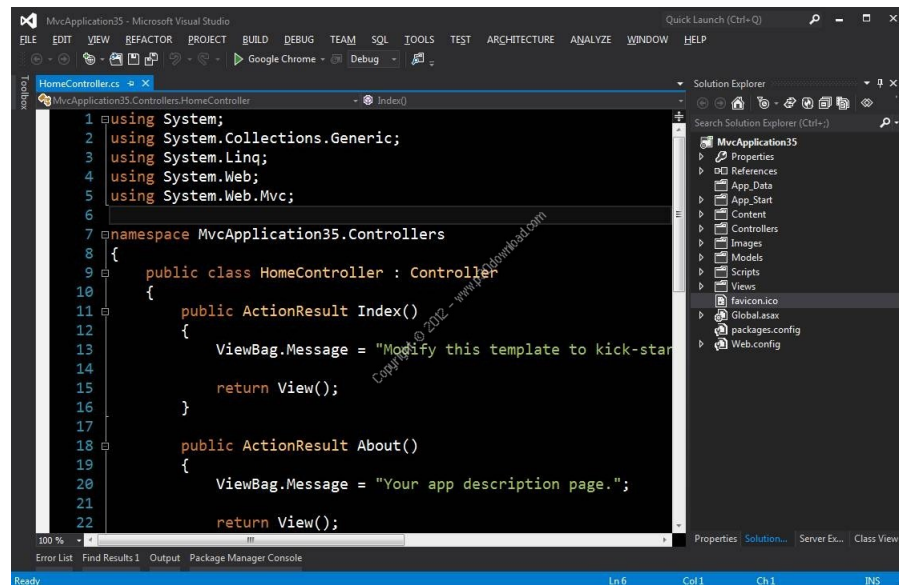 MvcApplication35 - Microsoft Visual Studio
Quick Launch (Ctrl+Q)
FILE EDIT VIEW REFACTOR PROJECT BUILD DEBUG TEAM SQL TOOLS TEST ARCHITECTURE ANALYZE WINDOW HELP
Google Chrome
Debug
Toolbox
HomeController.cs
MvcApplication35.Controllers.HomeController
Index()
1 using System;
2 using System.Collections.Generic;
3 using System.Linq;
4 using System.Web;
5 using System.Web.Mvc;
6
7 namespace MvcApplication35.Controllers
8 {
9 public class HomeController : Controller
10 {
11 public ActionResult Index()
12 {
13 ViewBag.Message = "Modify this template to kick-star
14
15 return View();
16 }
17
18 public ActionResult About()
19 {
20 ViewBag.Message = "Your app description page.";
21
22 return View();
100 %
Copyright © 2012 -
Solution Explorer
Search Solution Explorer (Ctrl+;)
MvcApplication35
Properties
References
App_Data
App_Start
Content
Controllers
Images
Models
Scripts
Views
favicon.ico
Global.asax
packages.config
Web.config
Properties Solution... Server Ex... Class View
Error List Find Results 1 Output Package Manager Console
Ready Ln 6 Col 1 Ch 1 INS